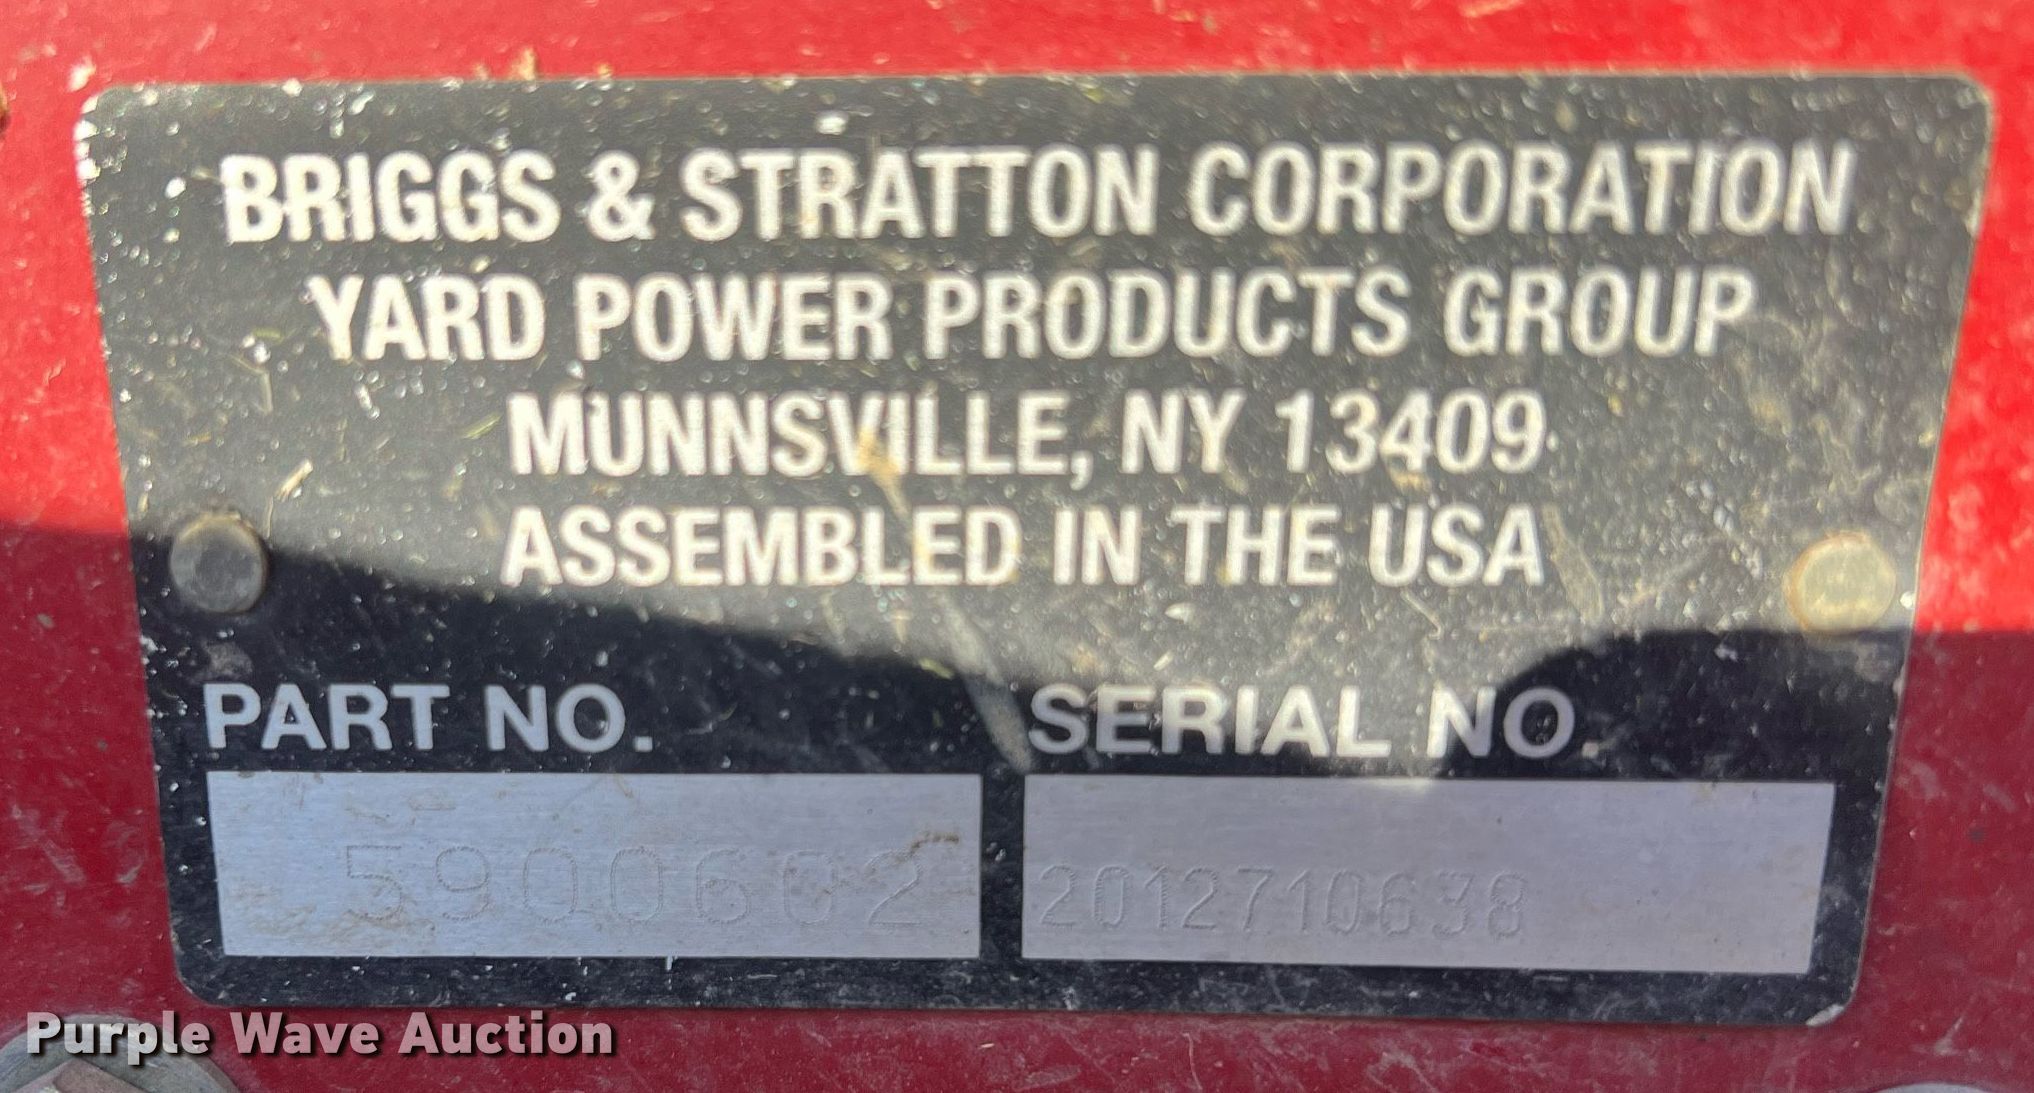 BRIGGS & STRATTON CORPORATION
YARD POWER PRODUCTS GROUP
MUNNSVILLE, NY 13409
ASSEMBLED IN THE USA
PART NO.
SERIAL NO.
5900602
2012710638
Purple Wave Auction